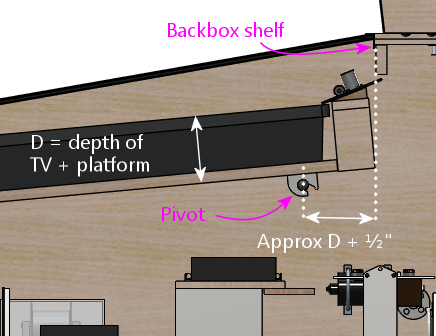 Backbox shelf
D = depth of
TV + platform
Pivot
Approx D + ½"